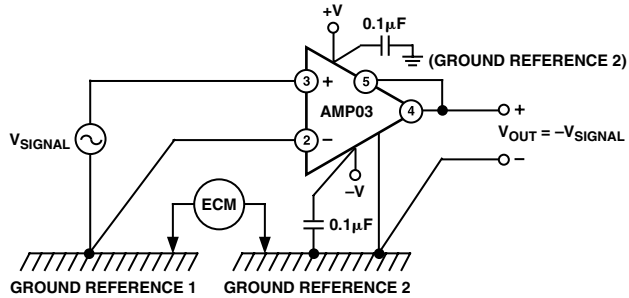 +V
0.1µF
(GROUND REFERENCE 2)
3
+
5
AMP03
4
+
VSIGNAL
VOUT = –VSIGNAL
2
–
–
–V
ECM
0.1µF
GROUND REFERENCE 1
GROUND REFERENCE 2